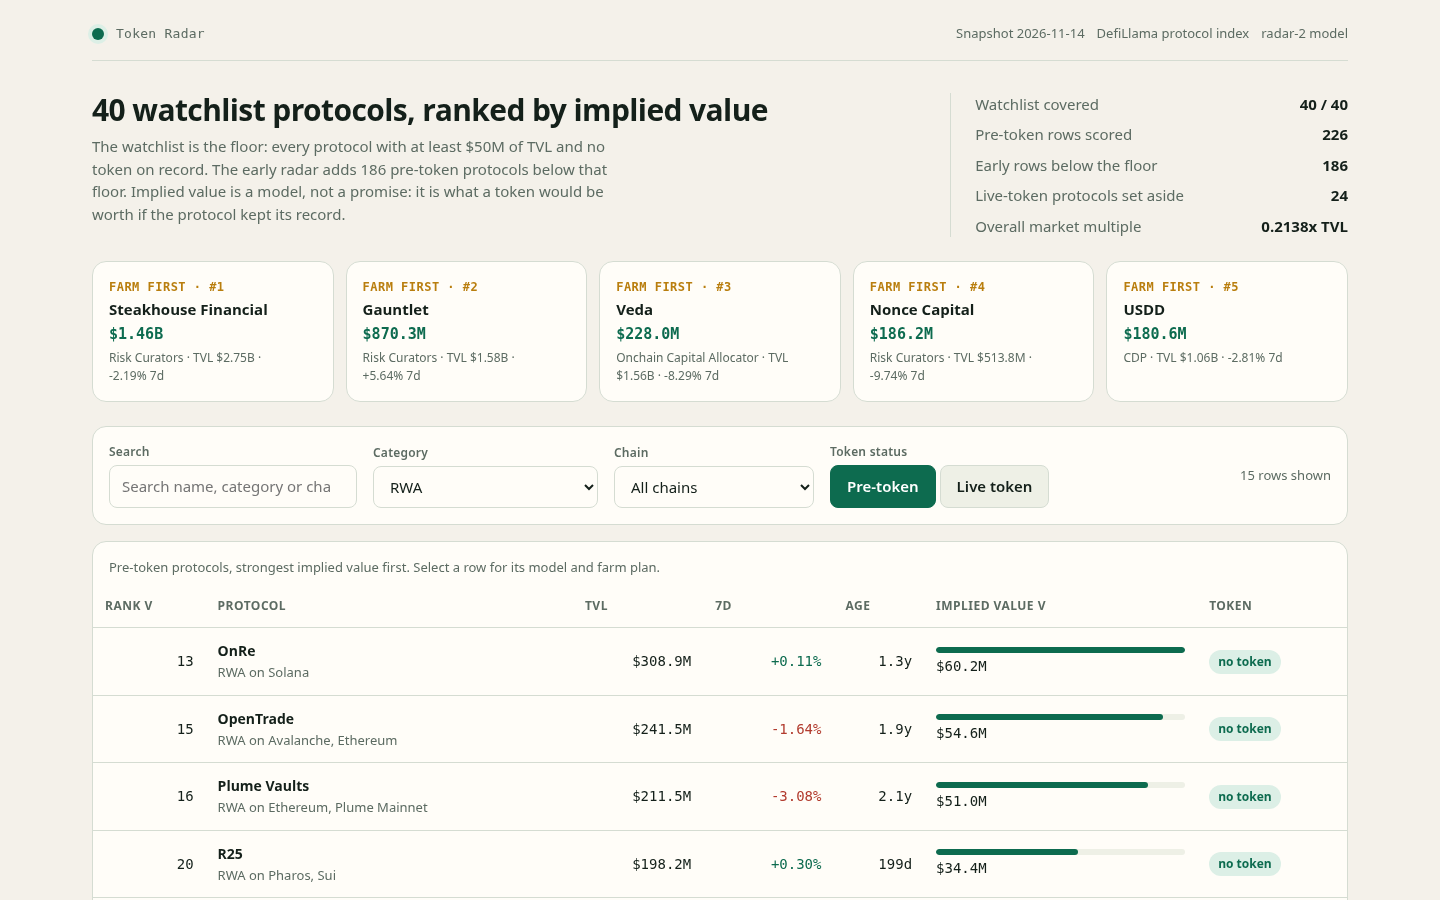 Token Radar
Snapshot 2026-11-14 DefiLlama protocol index radar-2 model
40 watchlist protocols, ranked by implied value
The watchlist is the floor: every protocol with at least $50M of TVL and no
token on record. The early radar adds 186 pre-token protocols below that
floor. Implied value is a model, not a promise: it is what a token would be
worth if the protocol kept its record.
Watchlist covered 40 / 40
Pre-token rows scored 226
Early rows below the floor 186
Live-token protocols set aside 24
Overall market multiple 0.2138x TVL
FARM FIRST · #1
Steakhouse Financial
$1.46B
Risk Curators · TVL $2.75B ·
-2.19% 7d
FARM FIRST · #2
Gauntlet
$870.3M
Risk Curators · TVL $1.58B ·
+5.64% 7d
FARM FIRST · #3
Veda
$228.0M
Onchain Capital Allocator · TVL
$1.56B · -8.29% 7d
FARM FIRST · #4
Nonce Capital
$186.2M
Risk Curators · TVL $513.8M ·
-9.74% 7d
FARM FIRST · #5
USDD
$180.6M
CDP · TVL $1.06B · -2.81% 7d
Search
Search name, category or cha
Category
RWA
Chain
All chains
Token status
Pre-token Live token
15 rows shown
Pre-token protocols, strongest implied value first. Select a row for its model and farm plan.
RANK V PROTOCOL TVL 7D AGE IMPLIED VALUE V TOKEN
13 OnRe $308.9M +0.11% 1.3y $60.2M no token
RWA on Solana
15 OpenTrade $241.5M -1.64% 1.9y $54.6M no token
RWA on Avalanche, Ethereum
16 Plume Vaults $211.5M -3.08% 2.1y $51.0M no token
RWA on Ethereum, Plume Mainnet
20 R25 $198.2M +0.30% 199d $34.4M no token
RWA on Pharos, Sui